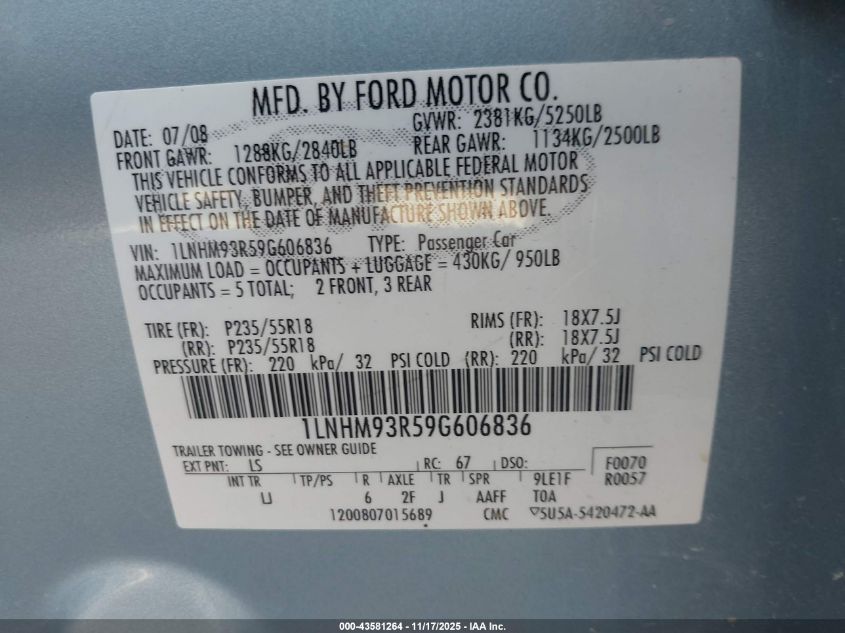 MFD. BY FORD MOTOR CO.
DATE: 07/08 GVWR: 2381KG/5250LB
FRONT GAWR: 1288KG/2840LB REAR GAWR: 1134KG/2500LB
THIS VEHICLE CONFORMS TO ALL APPLICABLE FEDERAL MOTOR
VEHICLE SAFETY, BUMPER, AND THEFT PREVENTION STANDARDS
IN EFFECT ON THE DATE OF MANUFACTURE SHOWN ABOVE.
VIN: 1LNHM93R59G606836 TYPE: Passenger Car
MAXIMUM LOAD = OCCUPANTS + LUGGAGE = 430KG/ 950LB
OCCUPANTS = 5 TOTAL; 2 FRONT, 3 REAR
TIRE (FR): P235/55R18 RIMS (FR): 18X7.5J
(RR): P235/55R18 (RR): 18X7.5J
PRESSURE (FR): 220 kPa/ 32 PSI COLD (RR): 220 kPa/ 32 PSI COLD
1LNHM93R59G606836
TRAILER TOWING - SEE OWNER GUIDE
EXT PNT: LS RC: 67 DSO: F0070
INT TR TP/PS R AXLE TR SPR 9LE1F R0057
IJ 6 2F J AAFF TOA
1200807015689 CMC ▽5U5A-5420472-AA
000-43581264 - 11/17/2025 - IAA Inc.